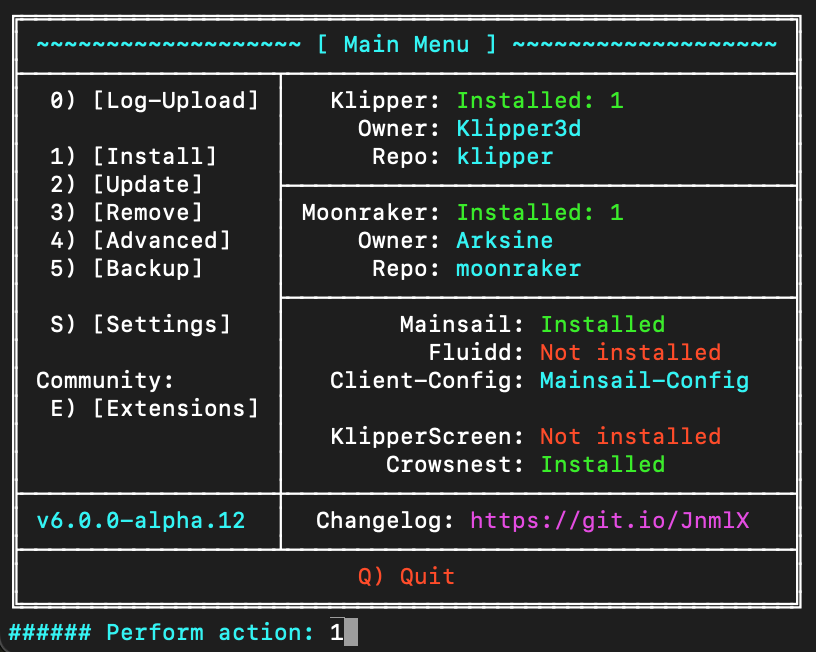 ~~~~~~~~~~~~~~~~~~~ [ Main Menu ] ~~~~~~~~~~~~~~~~~~~
0) [Log-Upload]
1) [Install]
2) [Update]
3) [Remove]
4) [Advanced]
5) [Backup]
S) [Settings]
Community:
E) [Extensions]
Klipper: Installed: 1
Owner: Klipper3d
Repo: klipper
Moonraker: Installed: 1
Owner: Arksine
Repo: moonraker
Mainsail: Installed
Fluidd: Not installed
Client-Config: Mainsail-Config
KlipperScreen: Not installed
Crowsnest: Installed
v6.0.0-alpha.12
Changelog: https://git.io/JnmlX
Q) Quit
###### Perform action: 1